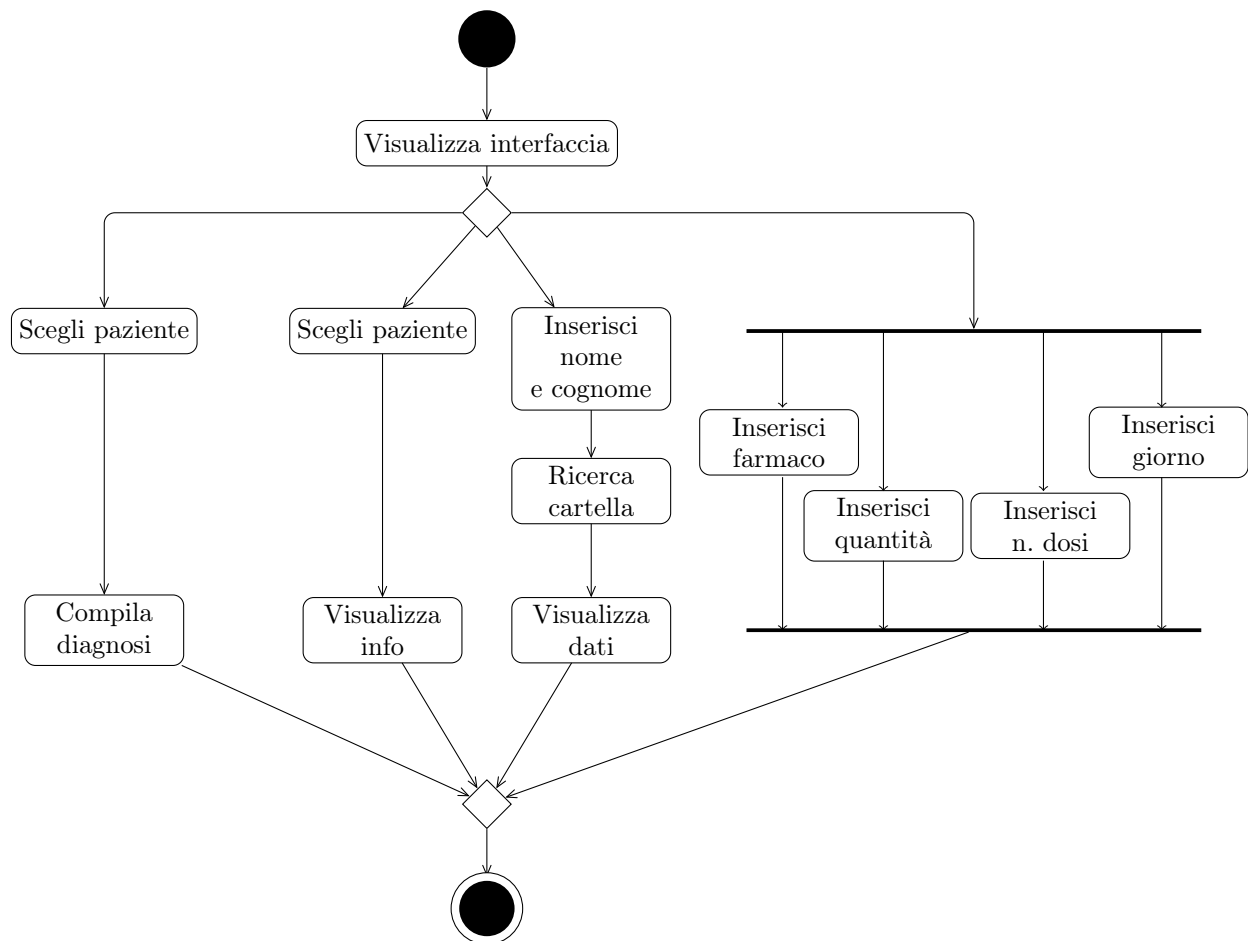 Visualizza interfaccia
Scegli paziente
Scegli paziente
Inserisci
nome
e cognome
Inserisci
farmaco
Inserisci
giorno
Ricerca
cartella
Inserisci
quantità
Inserisci
n. dosi
Compila
diagnosi
Visualizza
info
Visualizza
dati